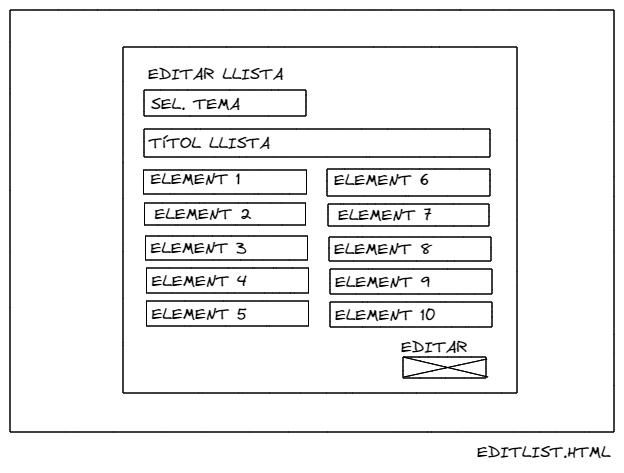 EDITAR LLISTA
SEL. TEMA
TÍTOL LLISTA
ELEMENT 1
ELEMENT 2
ELEMENT 3
ELEMENT 4
ELEMENT 5
ELEMENT 6
ELEMENT 7
ELEMENT 8
ELEMENT 9
ELEMENT 10
EDITAR
EDITLIST.HTML